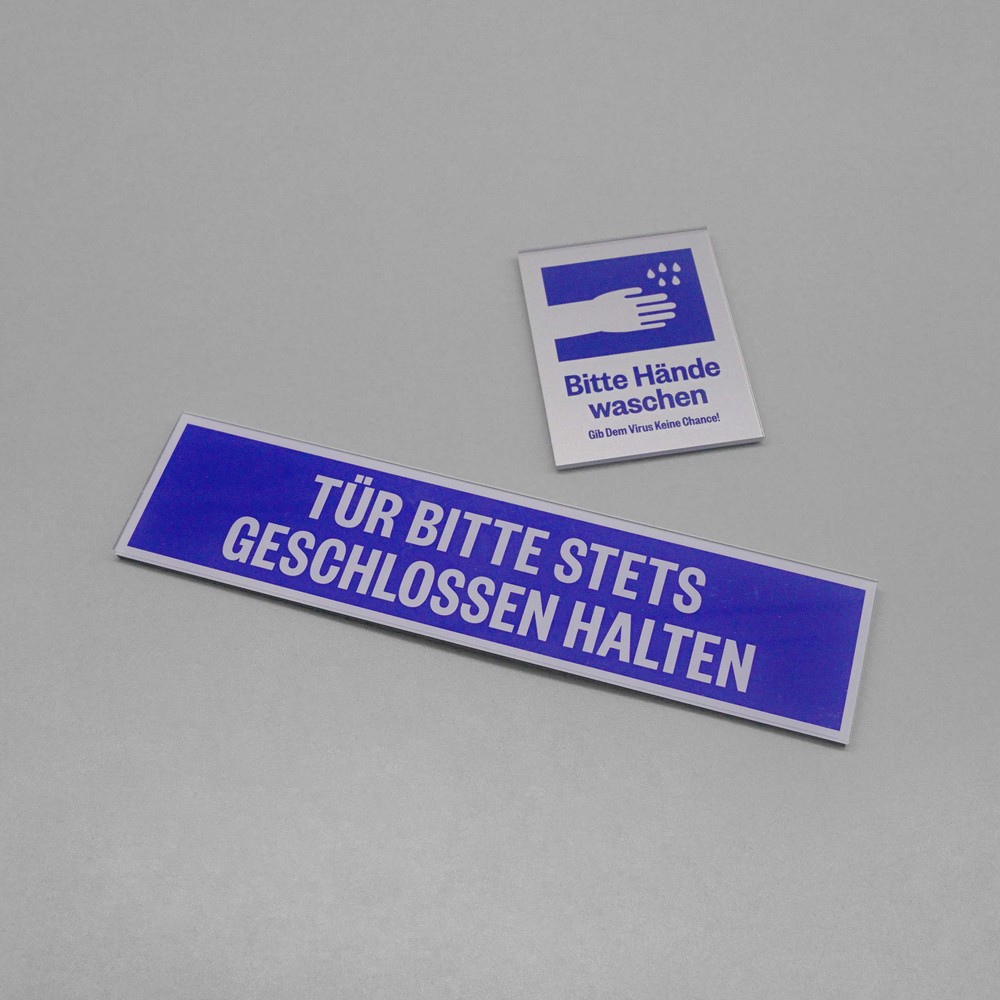 Bitte Hände
waschen
Gib Dem Virus Keine Chance!
TÜR BITTE STETS
GESCHLOSSEN HALTEN